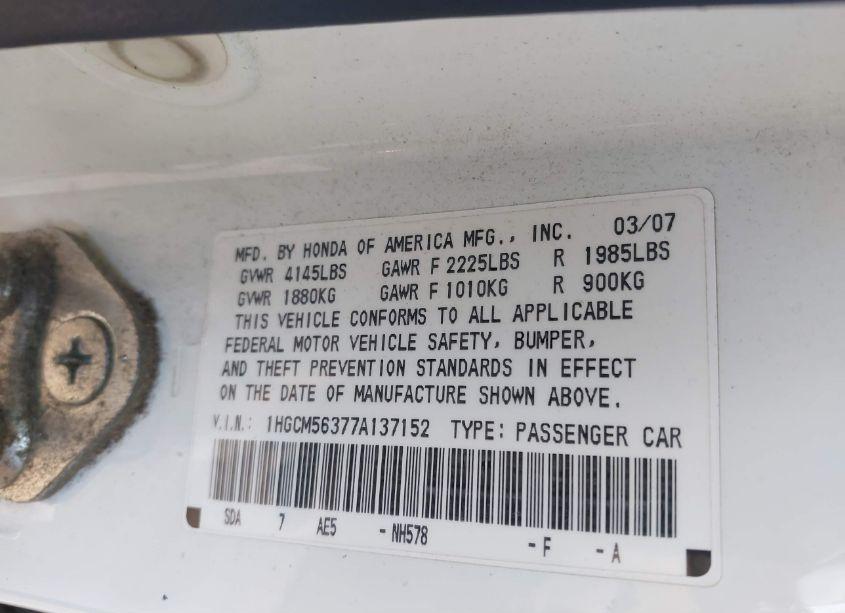 MFD. BY HONDA OF AMERICA MFG., INC. 03/07
GVWR 4145LBS GAWR F 2225LBS R 1985LBS
GVWR 1880KG GAWR F 1010KG R 900KG
THIS VEHICLE CONFORMS TO ALL APPLICABLE
FEDERAL MOTOR VEHICLE SAFETY, BUMPER,
AND THEFT PREVENTION STANDARDS IN EFFECT
ON THE DATE OF MANUFACTURE SHOWN ABOVE.
V.I.N.: 1HGCM56377A137152 TYPE: PASSENGER CAR
SDA 7 AE5 - NH578 - F - A